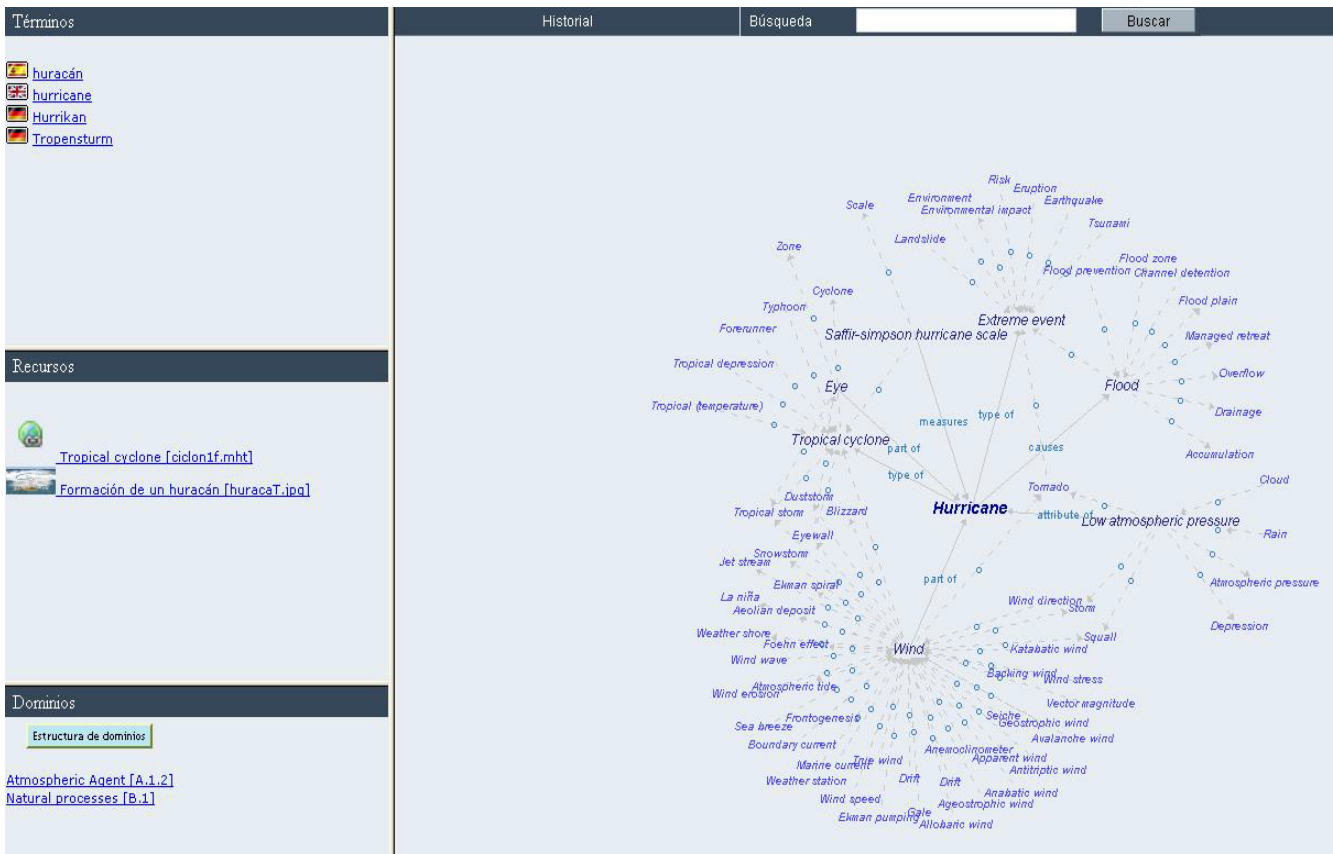 Términos
huracán
hurricane
Hurrikan
Tropensturm
Recursos
Tropical cyclone [ciclon1f.mht]
Formación de un huracán [huracaT.jpg]
Dominios
Estructura de dominios
Atmospheric Agent [A.1.2]
Natural processes [B.1]
Historial
Búsqueda
Buscar
Risk
Eruption
Environment
Earthquake
Scale
Environmental impact
Tsunami
Landslide
Zone
Flood zone
Flood prevention
Channel detention
Cyclone
Flood plain
Typhoon
Extreme event
Forerunner
Saffir-simpson hurricane scale
Managed retreat
Tropical depression
Overflow
Eye
Flood
Tropical (temperature)
type of
Drainage
measures
Tropical cyclone
part of
causes
Accumulation
type of
Cloud
Tornado
Duststorm
Hurricane
Tropical storm
Blizzard
attribute of
Low atmospheric pressure
Eyewall
Rain
Snowstorm
Jet stream
part of
Ekman spiral
Atmospheric pressure
La niña
Wind direction
Aeolian deposit
Storm
Depression
Weather shore
Squall
Foehn effect
Wind
Katabatic wind
Wind wave
Backing wind
Wind stress
Atmospheric tide
Wind erosion
Vector magnitude
Frontogenesis
Seiche
Geostrophic wind
Sea breeze
Avalanche wind
Boundary current
Anemoclinometer
True wind
Apparent wind
Marine current
Antitriptic wind
Weather station
Drift
Drift
Anabatic wind
Wind speed
Ageostrophic wind
Gale
Ekman pumping
Allobaric wind